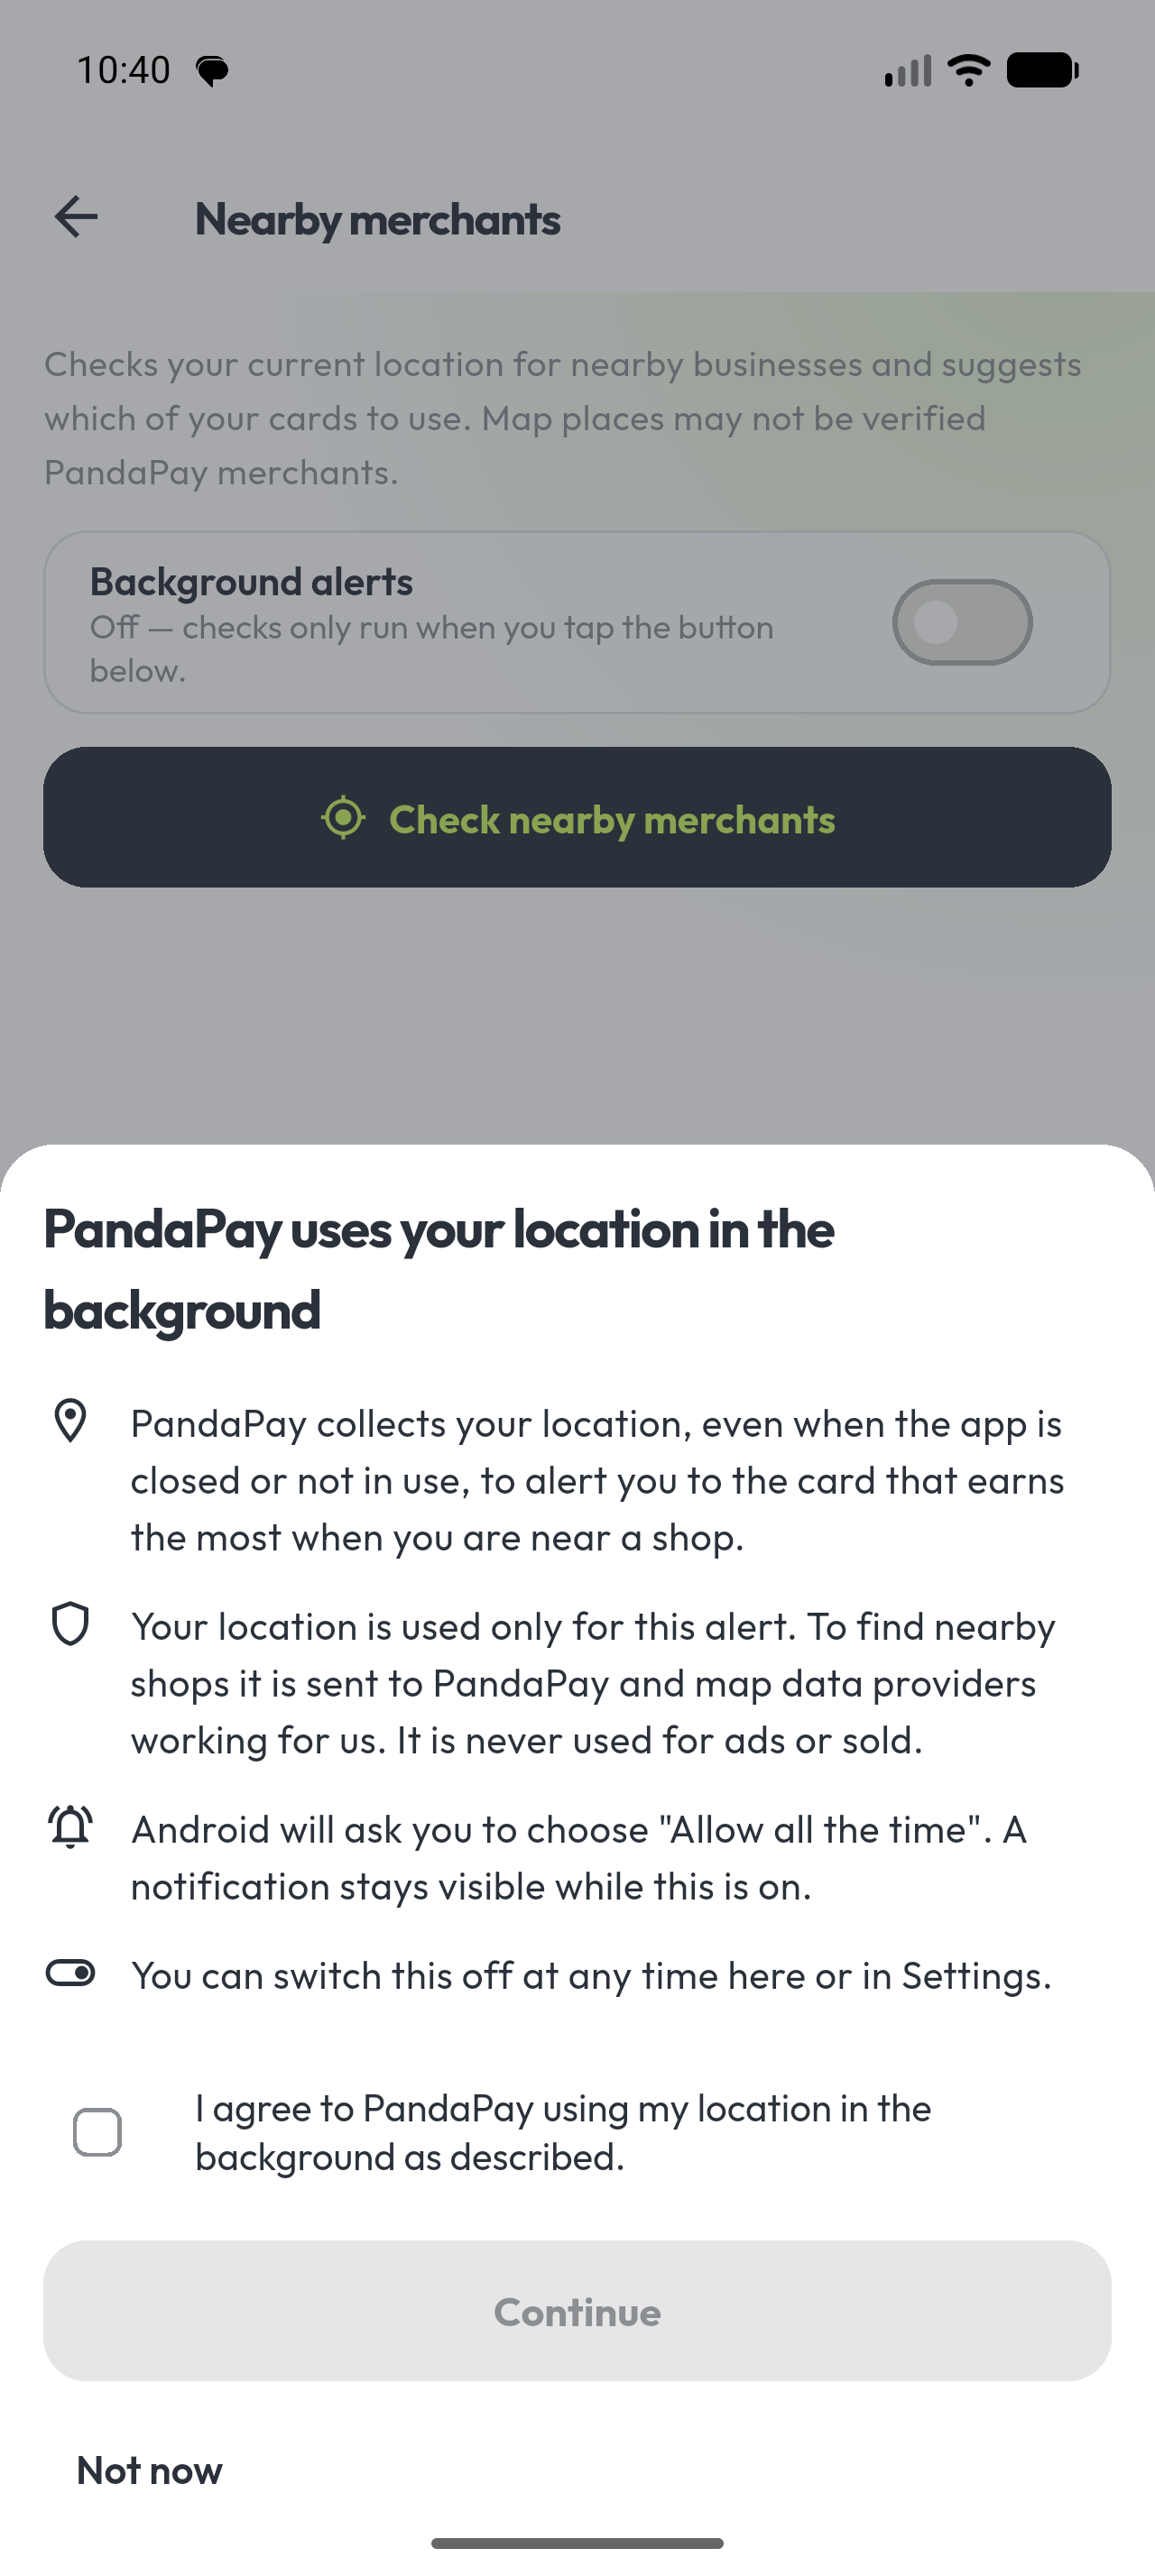 10:40
Nearby merchants
Checks your current location for nearby businesses and suggests
which of your cards to use. Map places may not be verified
PandaPay merchants.
Background alerts
Off — checks only run when you tap the button
below.
Check nearby merchants
PandaPay uses your location in the
background
PandaPay collects your location, even when the app is
closed or not in use, to alert you to the card that earns
the most when you are near a shop.
Your location is used only for this alert. To find nearby
shops it is sent to PandaPay and map data providers
working for us. It is never used for ads or sold.
Android will ask you to choose "Allow all the time". A
notification stays visible while this is on.
You can switch this off at any time here or in Settings.
I agree to PandaPay using my location in the
background as described.
Continue
Not now